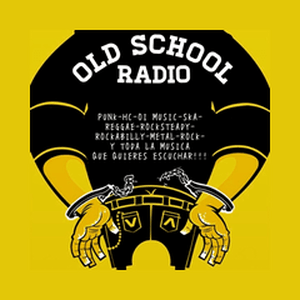 OLD SCHOOL
RADIO
PUNK-HC-OI MUSIC-SKA-
REGGAE-ROCKSTEADY-
ROCKABILLY-METAL-ROCK-
Y TODA LA MUSICA
QUE QUIERES ESCUCHAR!!!